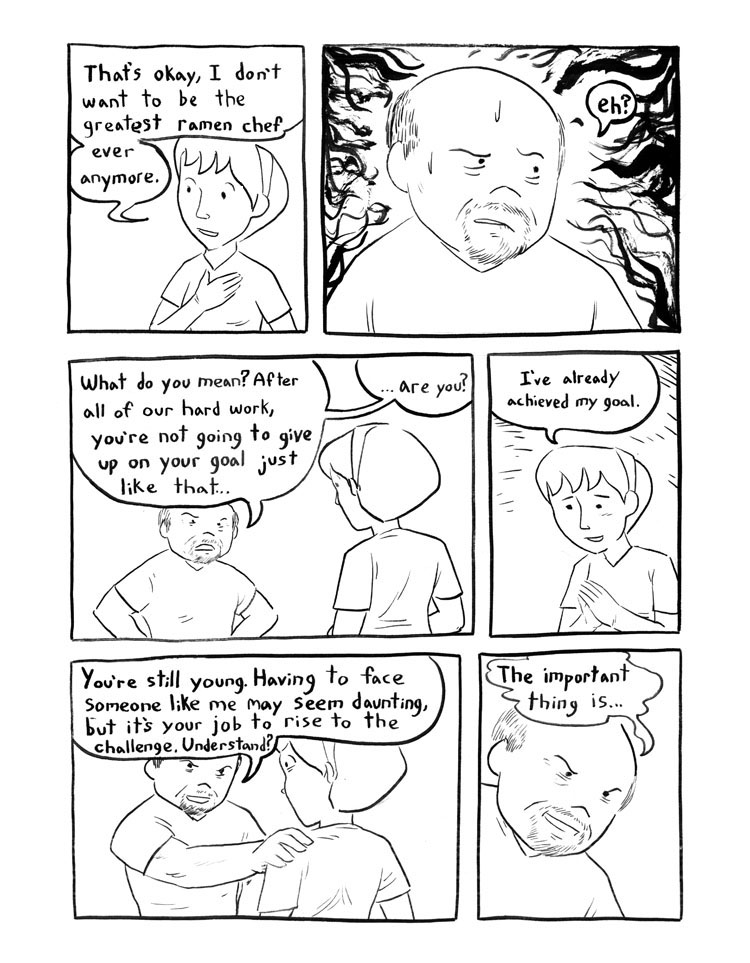 That's okay, I don't
want to be the
greatest ramen chef
ever
anymore.
eh?
What do you mean? After
all of our hard work,
you're not going to give
up on your goal just
like that...
... are you?
I've already
achieved my goal.
You're still young. Having to face
someone like me may seem daunting,
but it's your job to rise to the
challenge. Understand?
The important
thing is...